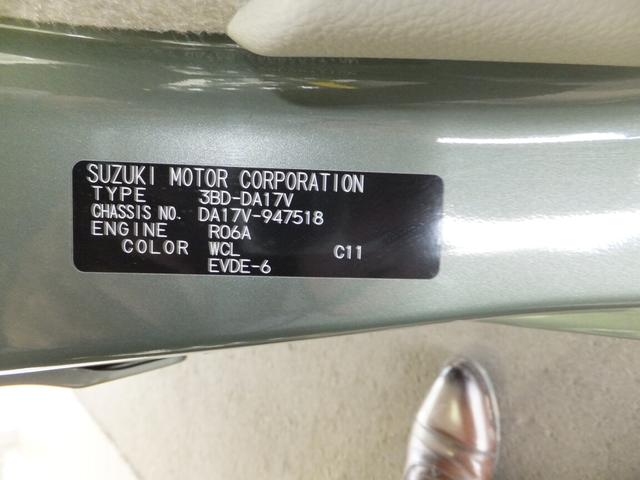 SUZUKI MOTOR CORPORATION
TYPE 3BD-DA17V
CHASSIS NO. DA17V-947518
ENGINE R06A
COLOR WCL C11
EVDE-6